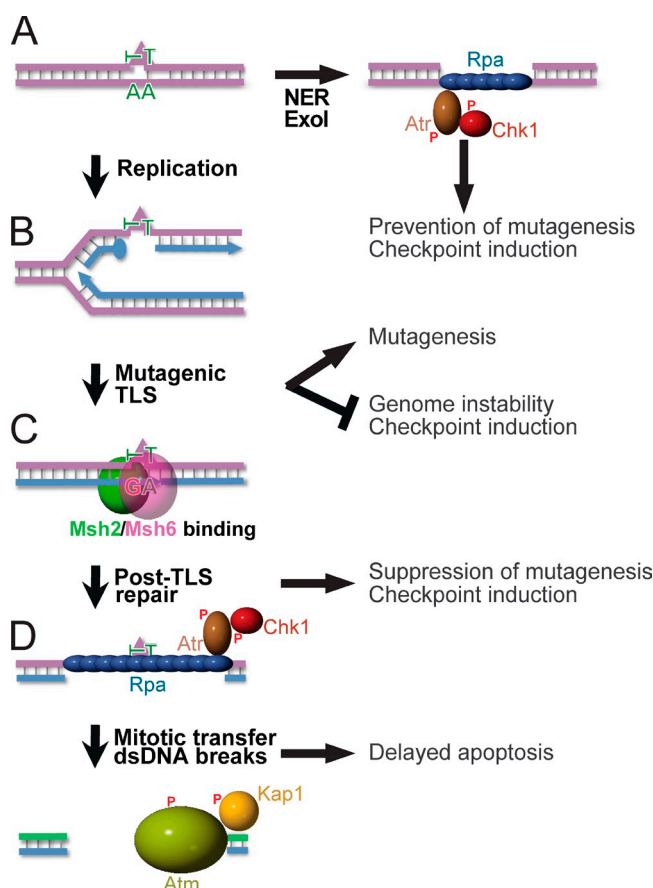 A
T T
AA
NER
ExoI
Rpa
Atr
P
P
Chk1
Replication
Prevention of mutagenesis
Checkpoint induction
B
T T
Mutagenic
TLS
Mutagenesis
Genome instability
Checkpoint induction
C
T T
GA
Msh2/Msh6 binding
Post-TLS
repair
Suppression of mutagenesis
Checkpoint induction
D
T T
P
P
Atr
Chk1
Rpa
Mitotic transfer
dsDNA breaks
Delayed apoptosis
P
P
Kap1
Atm